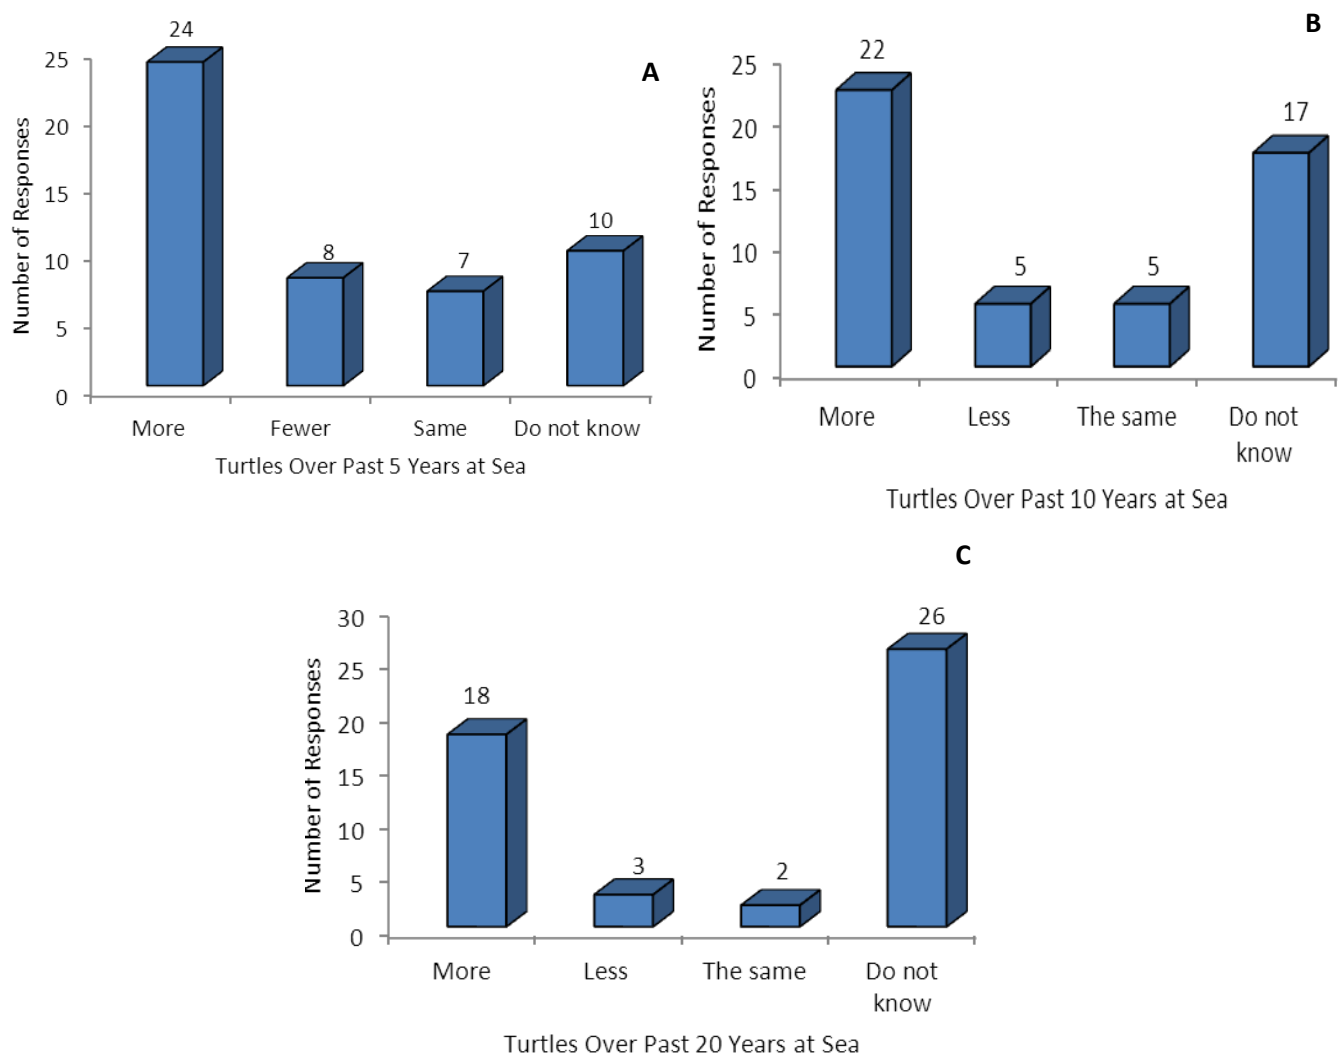 A
24
25
20
15
10
5
0
8
7
10
Number of Responses
More Fewer Same Do not know
Turtles Over Past 5 Years at Sea
B
22
25
20
15
10
5
0
5
5
17
Number of Responses
More Less The same Do not
know
Turtles Over Past 10 Years at Sea
C
26
30
25
20
15
10
5
0
18
3
2
Number of Responses
More Less The same Do not
know
Turtles Over Past 20 Years at Sea